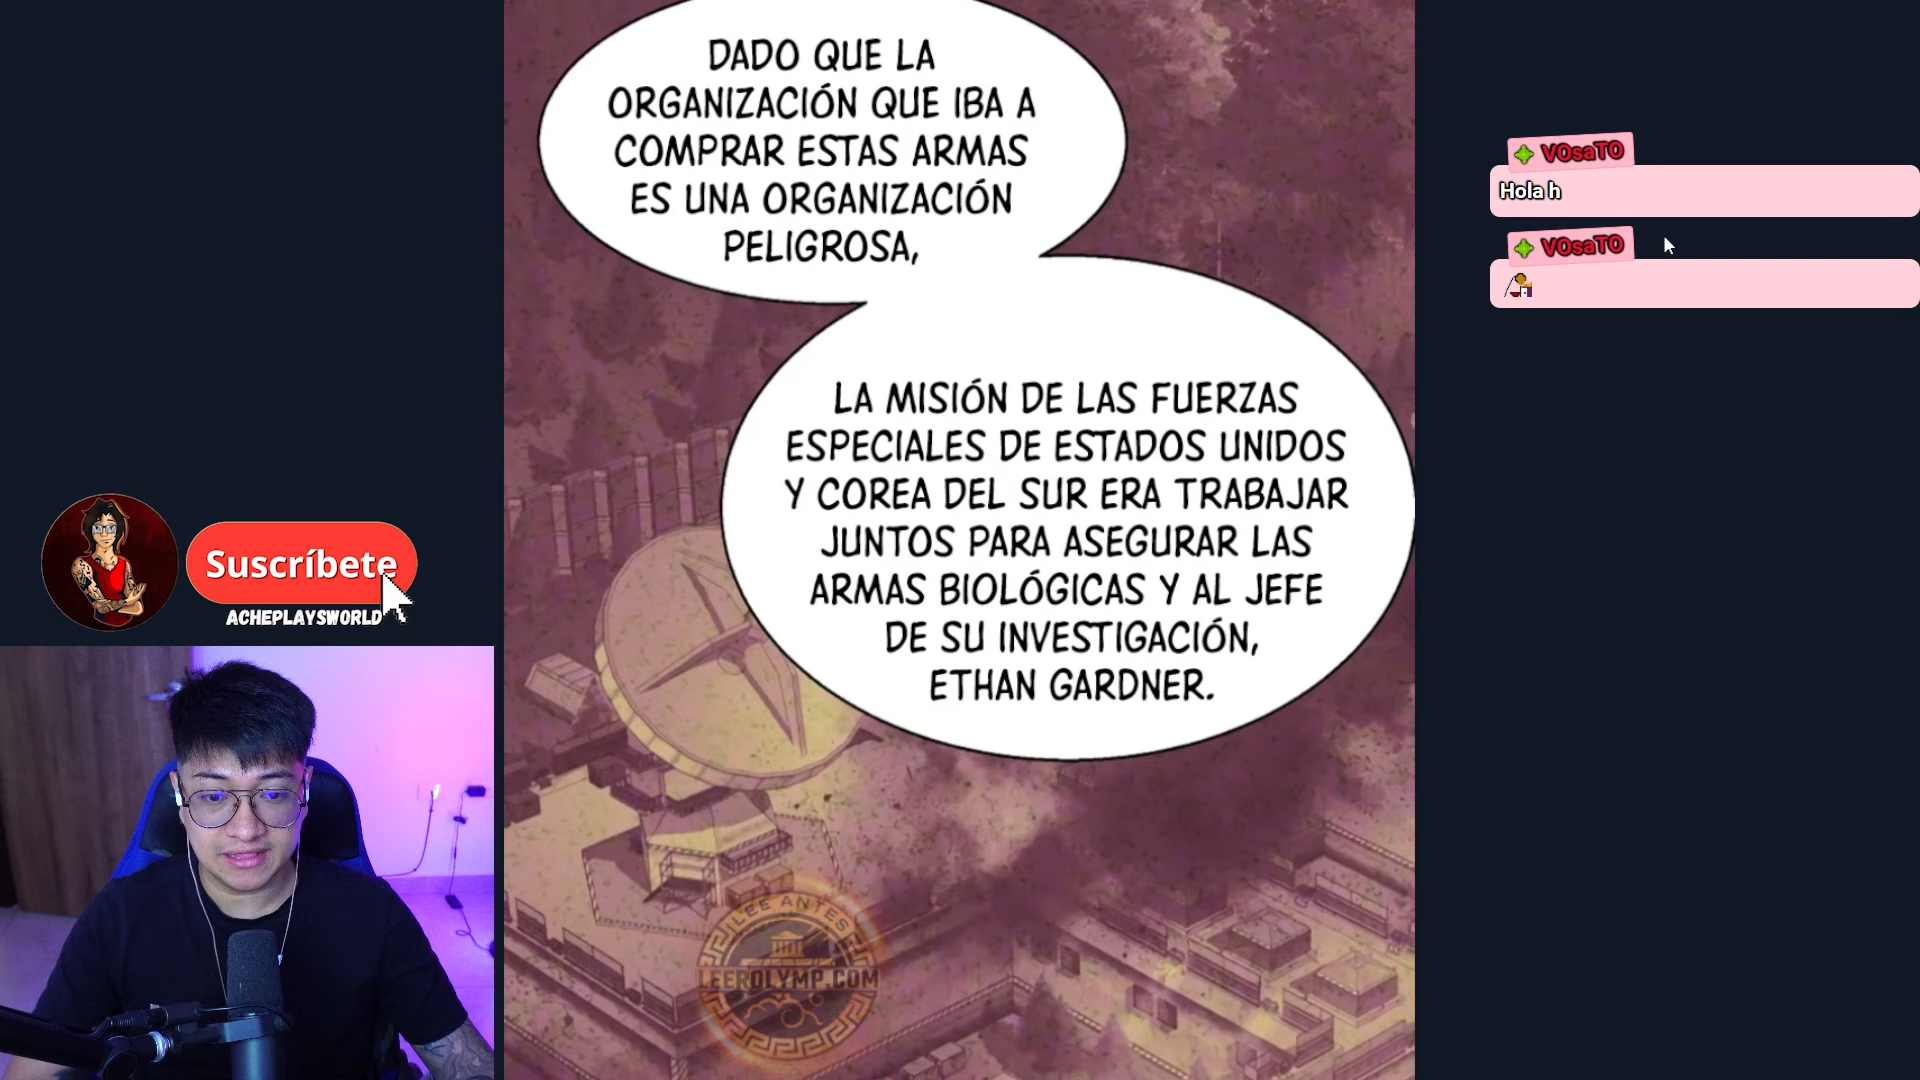 DADO QUE LA
ORGANIZACIÓN QUE IBA A
COMPRAR ESTAS ARMAS
ES UNA ORGANIZACIÓN
PELIGROSA,
LA MISIÓN DE LAS FUERZAS
ESPECIALES DE ESTADOS UNIDOS
Y COREA DEL SUR ERA TRABAJAR
JUNTOS PARA ASEGURAR LAS
ARMAS BIOLÓGICAS Y AL JEFE
DE SU INVESTIGACIÓN,
ETHAN GARDNER.
VOsaTO
Hola h
VOsaTO
Suscríbete
ACHEPLAYSWORLD
LEE ANTES
LEEROLYMP.COM